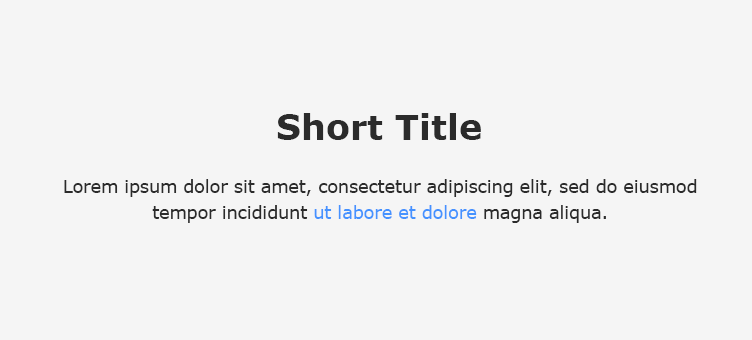 Short Title
Lorem ipsum dolor sit amet, consectetur adipiscing elit, sed do eiusmod
tempor incididunt ut labore et dolore magna aliqua.